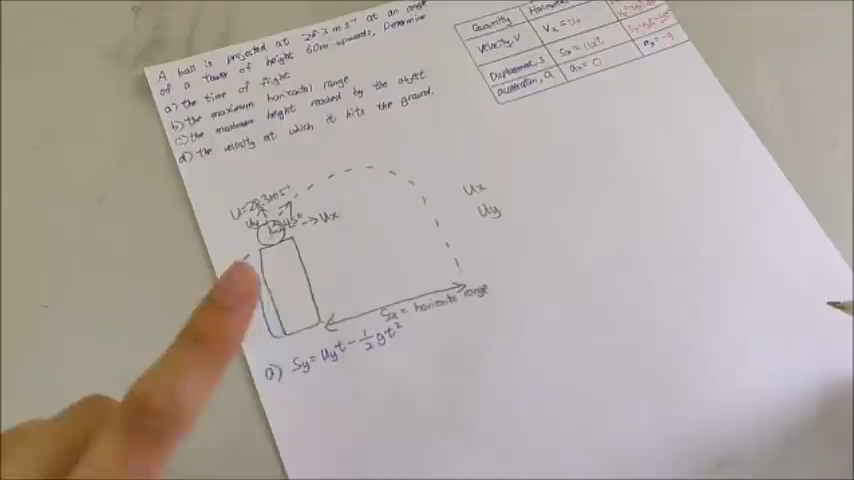 A ball is projected at 28.3 m s⁻¹ at an angle
of a tower of height 60m upwards, Determine
a) the time of flight
b) the maximum horizontal range
c) the maximum height reached by the object
d) the velocity at which it hits the ground.
Quantity
Velocity, V
Vx = Ux
Displacement, S
Sx = Uxt
acceleration, a
ax = 0
ay = -g
U=28.3ms⁻¹
Uy
45°
Ux
Ux
Uy
Sx = horizontal range
a) Sy = Uyt - 1/2 gt²